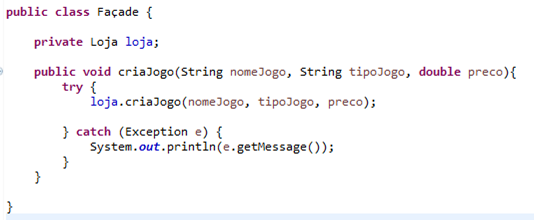 public class Façade {
private Loja loja;
public void criaJogo(String nomeJogo, String tipoJogo, double preco){
try {
loja.criaJogo(nomeJogo, tipoJogo, preco);
} catch (Exception e) {
System.out.println(e.getMessage());
}
}
}